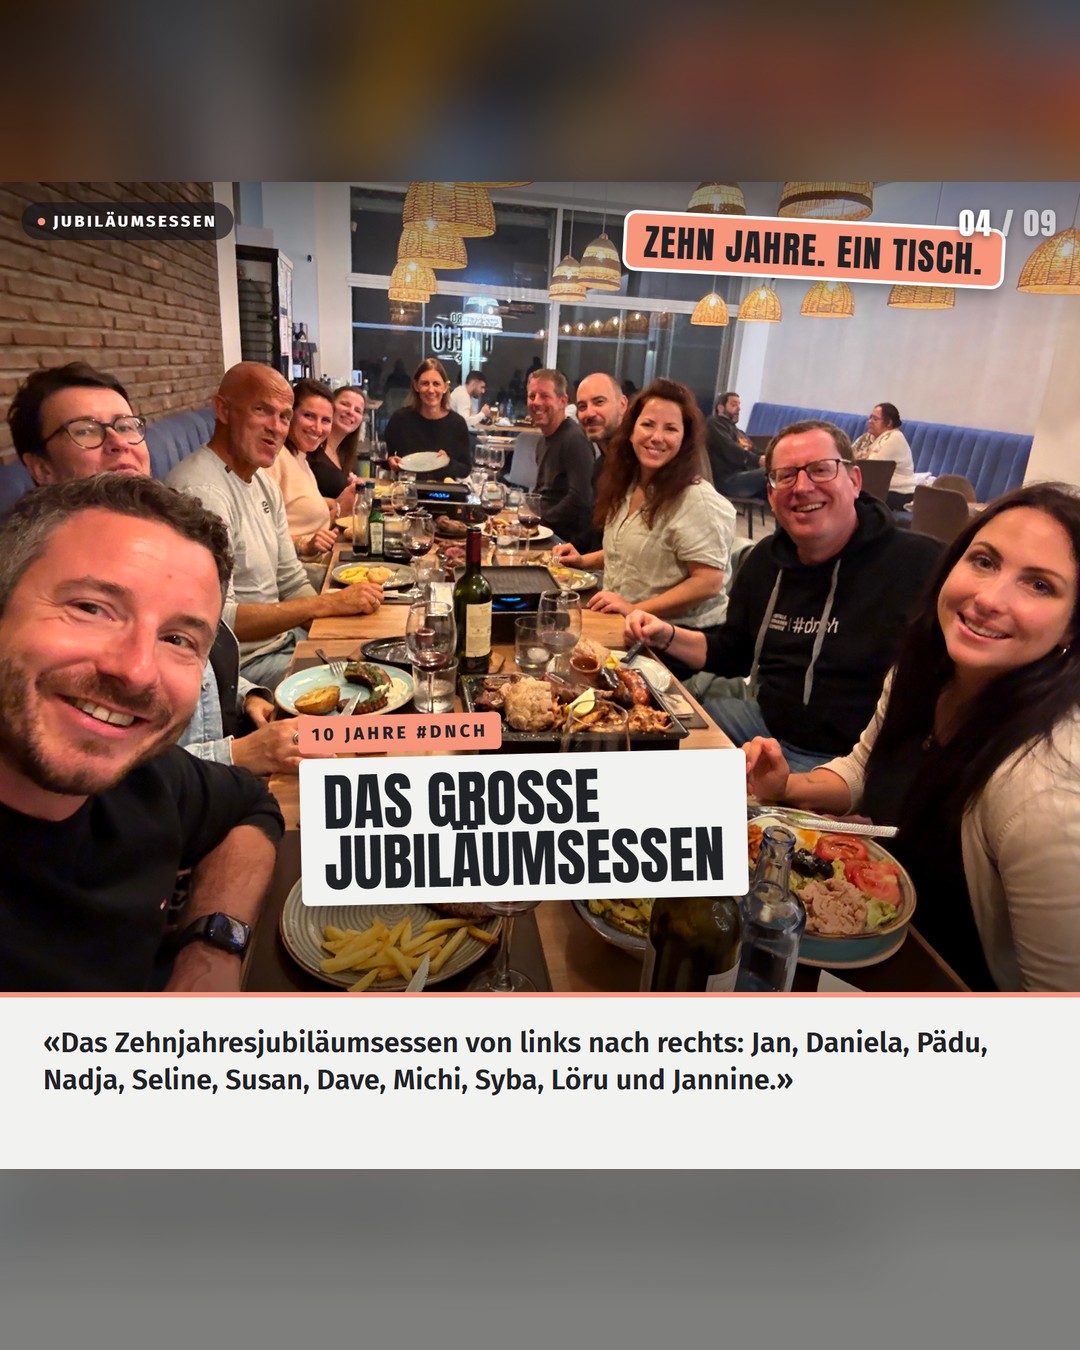 JUBILÄUMSESSEN
04 / 09
ZEHN JAHRE. EIN TISCH.
#dnch
10 JAHRE #DNCH
DAS GROSSE
JUBILÄUMSESSEN
«Das Zehnjahresjubiläumsessen von links nach rechts: Jan, Daniela, Pädu,
Nadja, Seline, Susan, Dave, Michi, Syba, Löru und Jannine.»